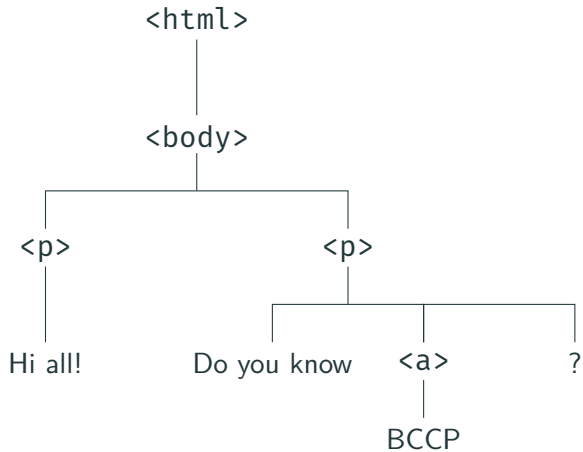 <html>
<body>
<p> <p>
Hi all! Do you know <a> ?
BCCP